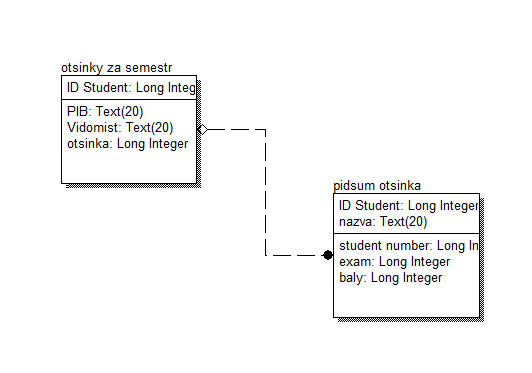 otsinky za semestr
ID Student: Long Integ
PIB: Text(20)
Vidomist: Text(20)
otsinka: Long Integer
pidsum otsinka
ID Student: Long Integer
nazva: Text(20)
student number: Long In
exam: Long Integer
baly: Long Integer